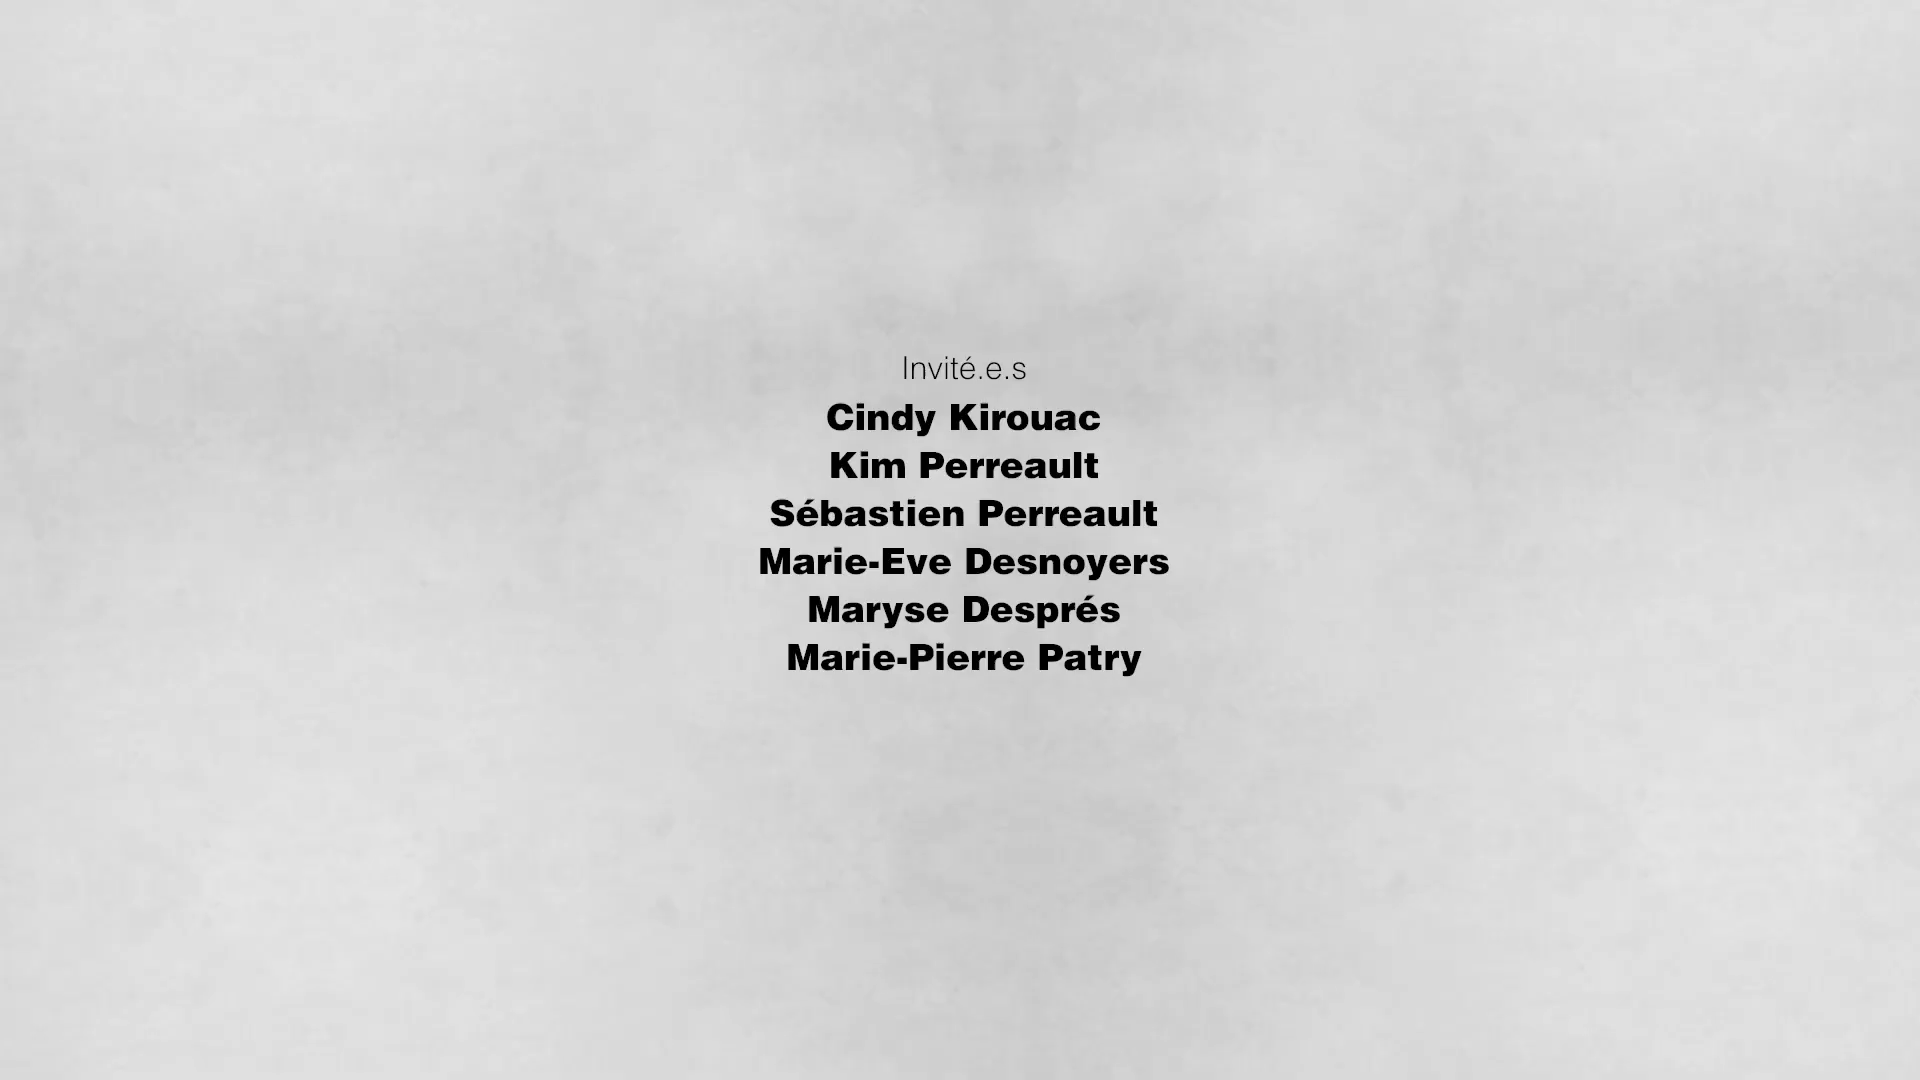 Invité.e.s
Cindy Kirouac
Kim Perreault
Sébastien Perreault
Marie-Eve Desnoyers
Maryse Després
Marie-Pierre Patry